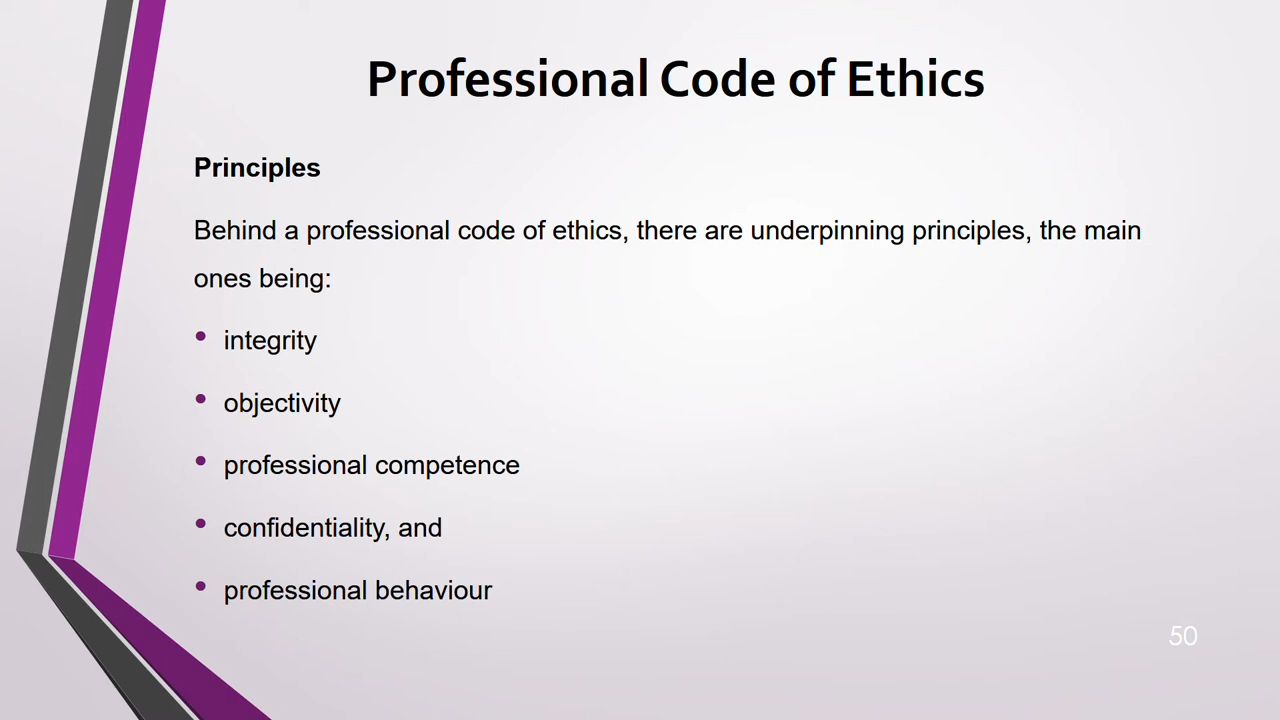 Professional Code of Ethics
Principles
Behind a professional code of ethics, there are underpinning principles, the main
ones being:
• integrity
• objectivity
• professional competence
• confidentiality, and
• professional behaviour
50